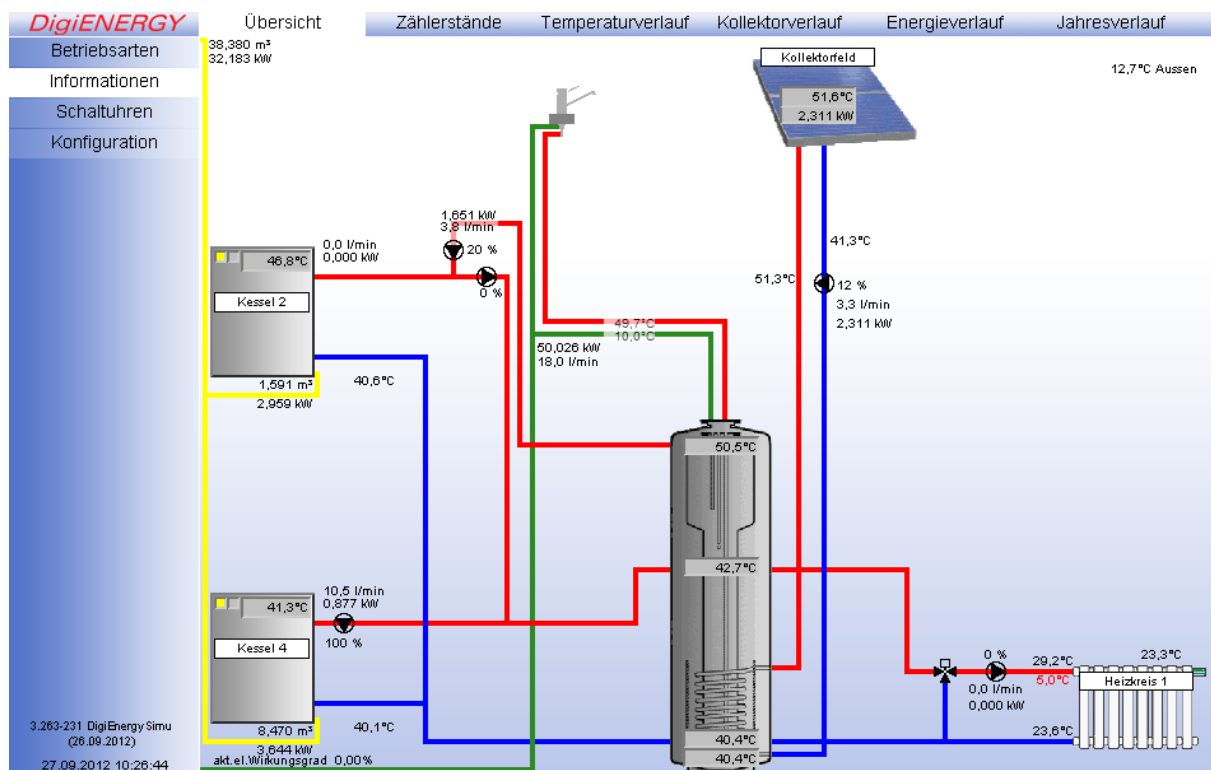 DigiENERGY
Übersicht
Zählerstände
Temperaturverlauf
Kollektorverlauf
Energieverlauf
Jahresverlauf
Betriebsarten
Informationen
Schaltuhren
Konfiguration
38,380 m³
32,183 kW
Kollektorfeld
51,6°C
2,311 kW
12,7°C Aussen
1,651 kW
3,8 l/min
20 %
0 %
0,0 l/min
0,000 kW
46,8°C
Kessel 2
1,591 m³
2,959 kW
40,6°C
41,3°C
51,3°C
12 %
3,3 l/min
2,311 kW
49,7°C
10,0°C
50,026 kW
18,0 l/min
50,5°C
42,7°C
40,4°C
40,4°C
10,5 l/min
0,877 kW
100 %
41,3°C
Kessel 4
8,470 m³
3,644 kW
40,1°C
0 %
0,0 l/min
0,000 kW
29,2°C
5,0°C
23,3°C
Heizkreis 1
23,6°C
3.263-231 DigiEnergy Simu
(26.09.2012)
27.09.2012 10:26:44
akt.el.Wirkungsgrad 0,00%